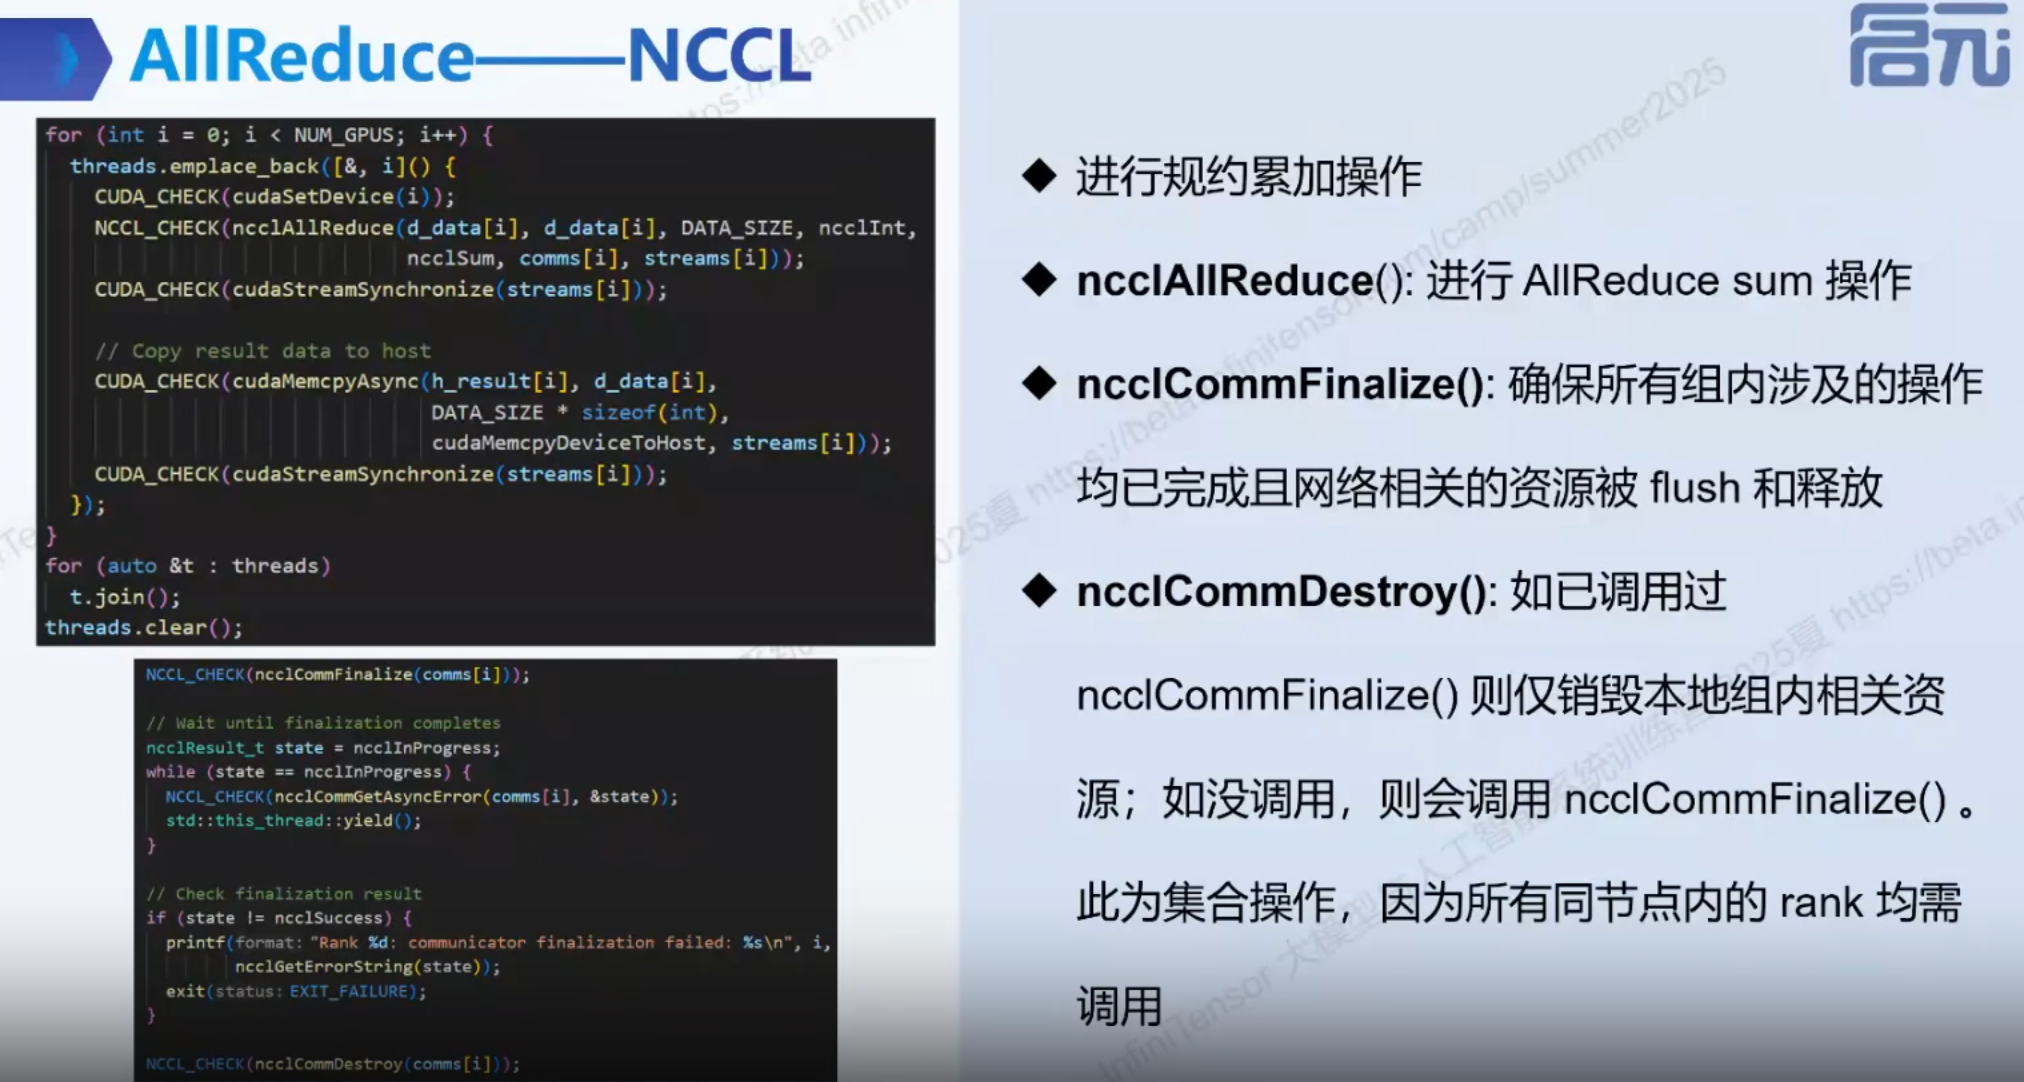 AllReduce——NCCL
启元
for (int i = 0; i < NUM_GPUS; i++) {
threads.emplace_back([&, i]() {
CUDA_CHECK(cudaSetDevice(i));
NCCL_CHECK(ncclAllReduce(d_data[i], d_data[i], DATA_SIZE, ncclInt,
ncclSum, comms[i], streams[i]));
CUDA_CHECK(cudaStreamSynchronize(streams[i]));
// Copy result data to host
CUDA_CHECK(cudaMemcpyAsync(h_result[i], d_data[i],
DATA_SIZE * sizeof(int),
cudaMemcpyDeviceToHost, streams[i]));
CUDA_CHECK(cudaStreamSynchronize(streams[i]));
});
}
for (auto &t : threads)
t.join();
threads.clear();
NCCL_CHECK(ncclCommFinalize(comms[i]));
// Wait until finalization completes
ncclResult_t state = ncclInProgress;
while (state == ncclInProgress) {
NCCL_CHECK(ncclCommGetAsyncError(comms[i], &state));
std::this_thread::yield();
}
// Check finalization result
if (state != ncclSuccess) {
printf(format: "Rank %d: communicator finalization failed: %s\n", i,
ncclGetErrorString(state));
exit(status: EXIT_FAILURE);
}
NCCL_CHECK(ncclCommDestroy(comms[i]));
◆ 进行规约累加操作
◆ ncclAllReduce(): 进行 AllReduce sum 操作
◆ ncclCommFinalize(): 确保所有组内涉及的操作
均已完成且网络相关的资源被 flush 和释放
◆ ncclCommDestroy(): 如已调用过
ncclCommFinalize() 则仅销毁本地组内相关资
源；如没调用，则会调用 ncclCommFinalize() 。
此为集合操作，因为所有同节点内的 rank 均需
调用